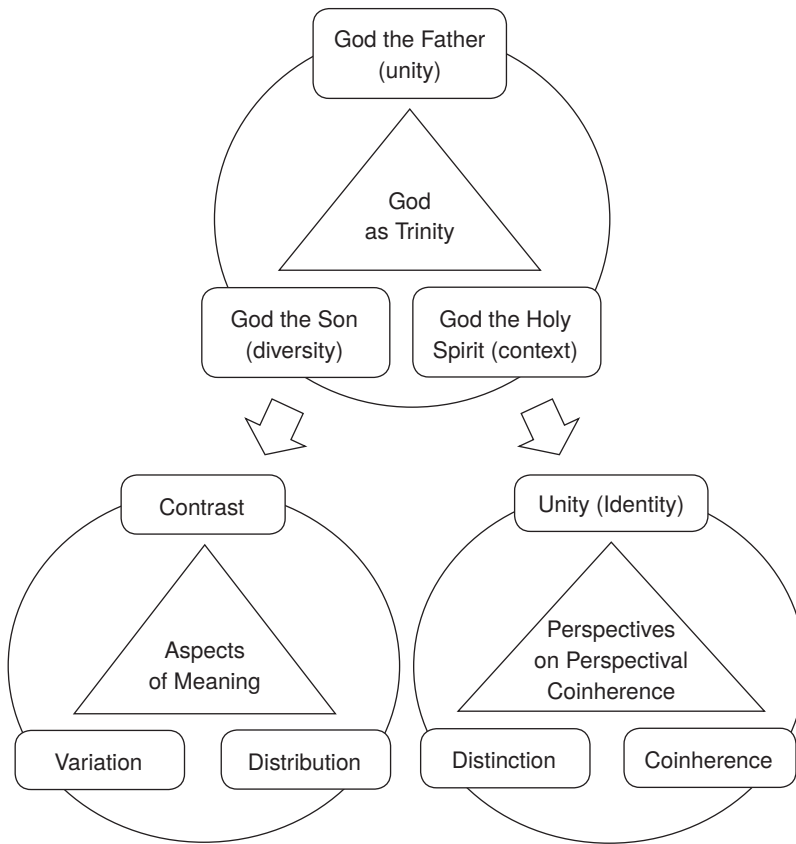 God the Father
(unity)
God
as Trinity
God the Son
(diversity)
God the Holy
Spirit (context)
Contrast
Aspects
of Meaning
Variation
Distribution
Unity (Identity)
Perspectives
on Perspectival
Coinherence
Distinction
Coinherence